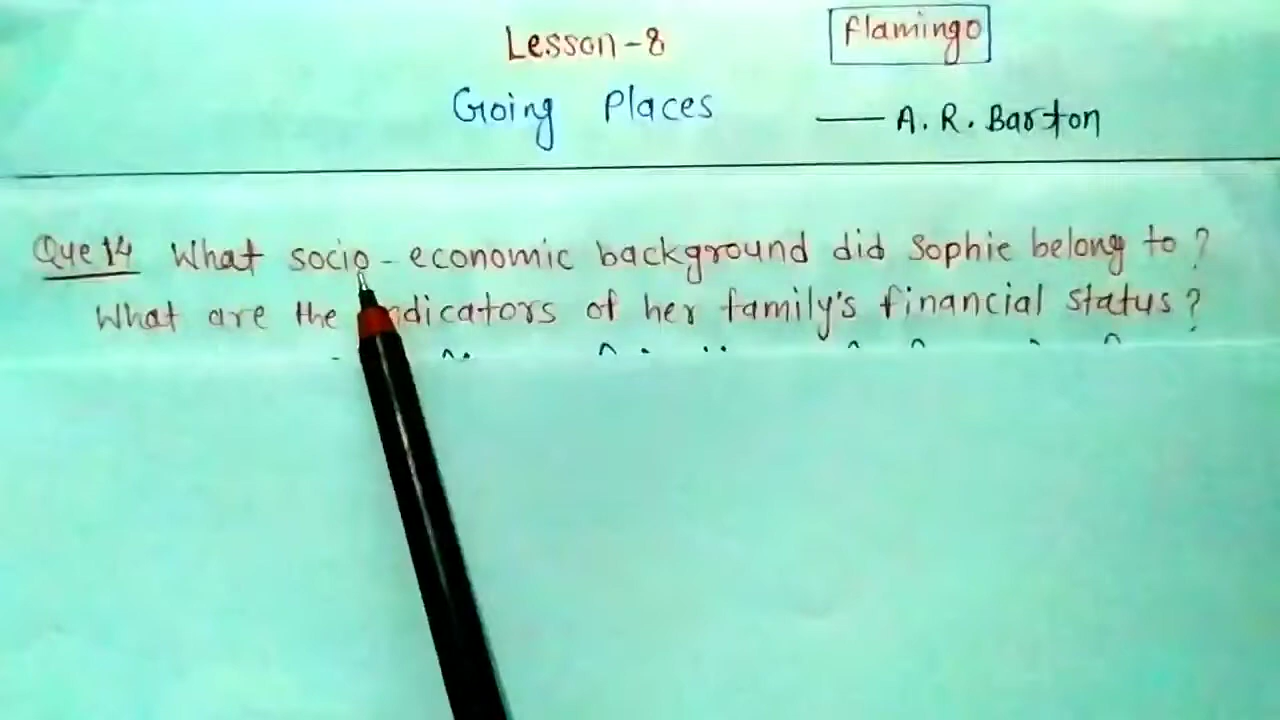 Lesson-8
Flamingo
Going Places
— A. R. Barton
Que 14 What socio-economic background did Sophie belong to?
What are the indicators of her family's financial status?